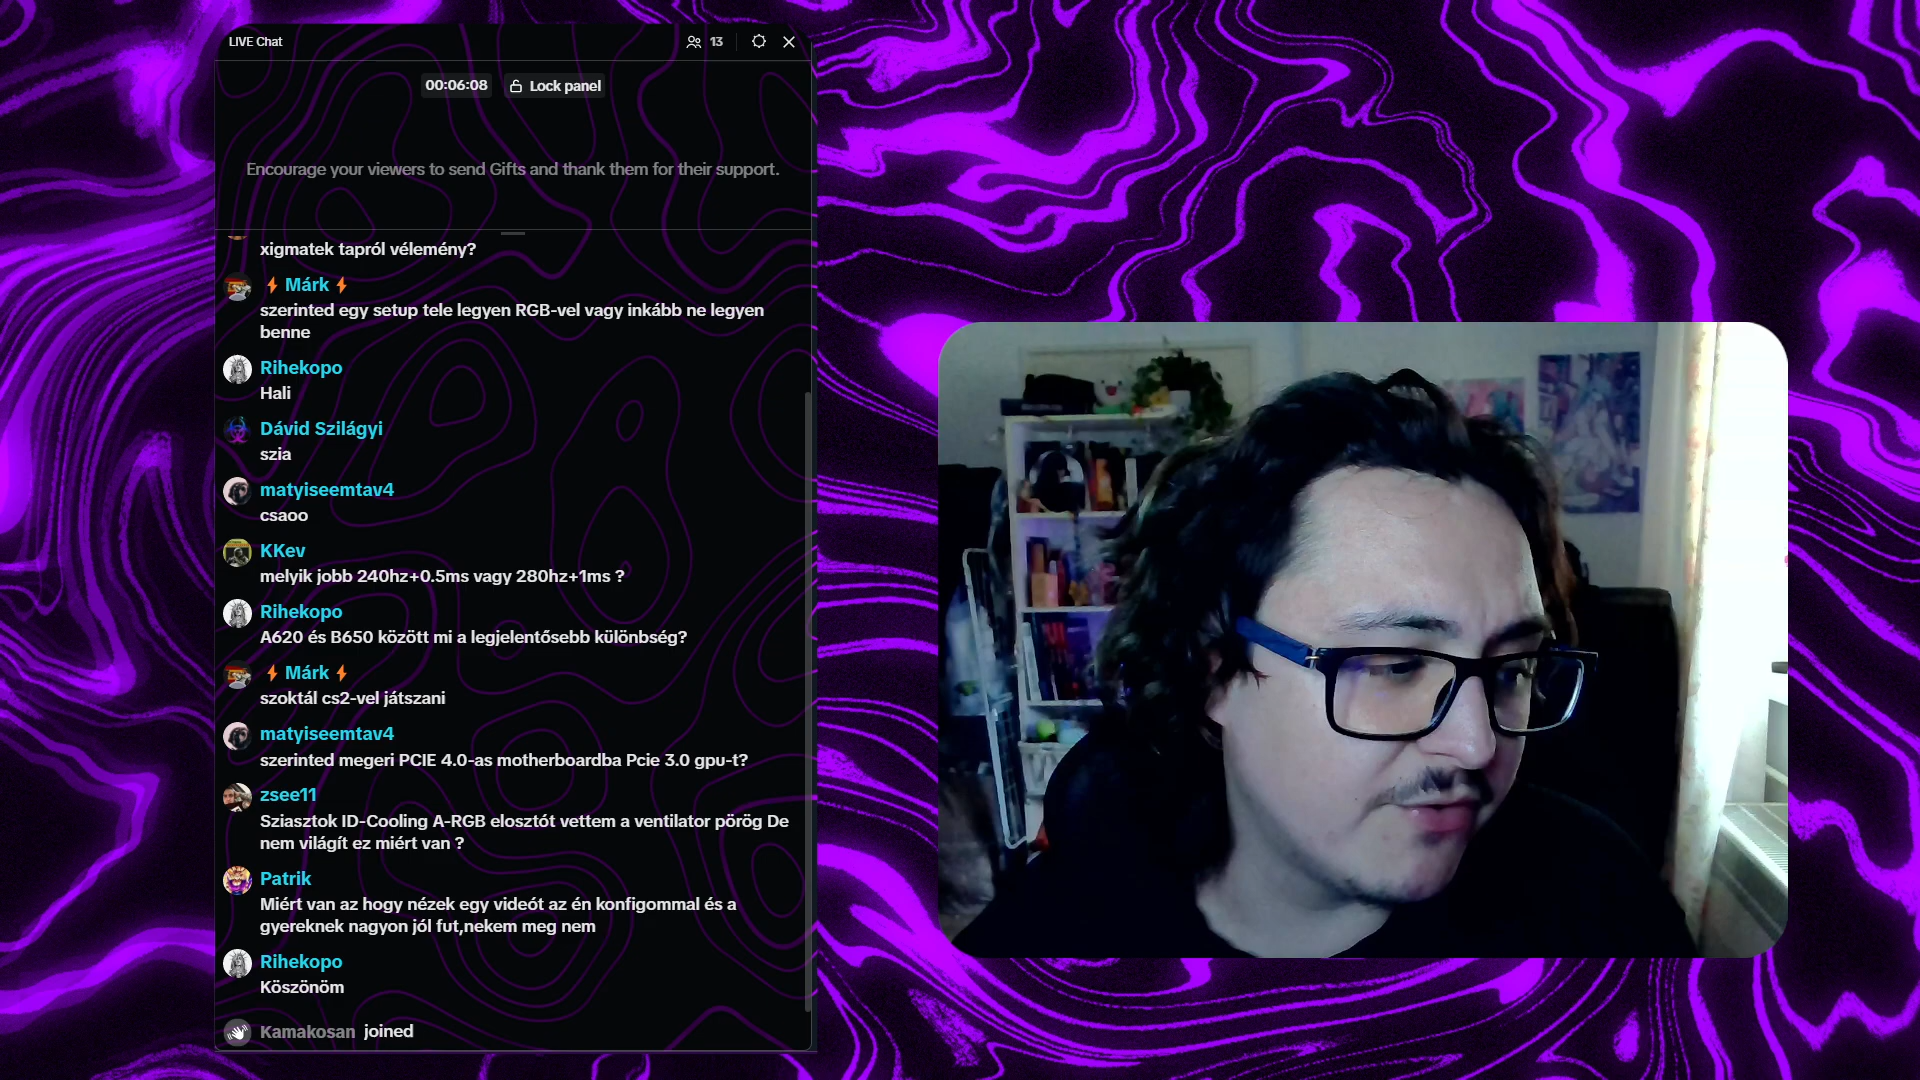 LIVE Chat
13
00:06:08
Lock panel
Encourage your viewers to send Gifts and thank them for their support.
xigmatek tapról vélemény?
Márk
szerinted egy setup tele legyen RGB-vel vagy inkább ne legyen
benne
Rihekopo
Hali
Dávid Szilágyi
szia
matyiseemtav4
csaoo
KKev
melyik jobb 240hz+0.5ms vagy 280hz+1ms ?
Rihekopo
A620 és B650 között mi a legjelentősebb különbség?
Márk
szoktál cs2-vel játszani
matyiseemtav4
szerinted megeri PCIE 4.0-as motherboardba Pcie 3.0 gpu-t?
zsee11
Sziasztok ID-Cooling A-RGB elosztót vettem a ventilator pörög De
nem világít ez miért van ?
Patrik
Miért van az hogy nézek egy videót az én konfigommal és a
gyereknek nagyon jól fut,nekem meg nem
Rihekopo
Köszönöm
Kamakosan joined